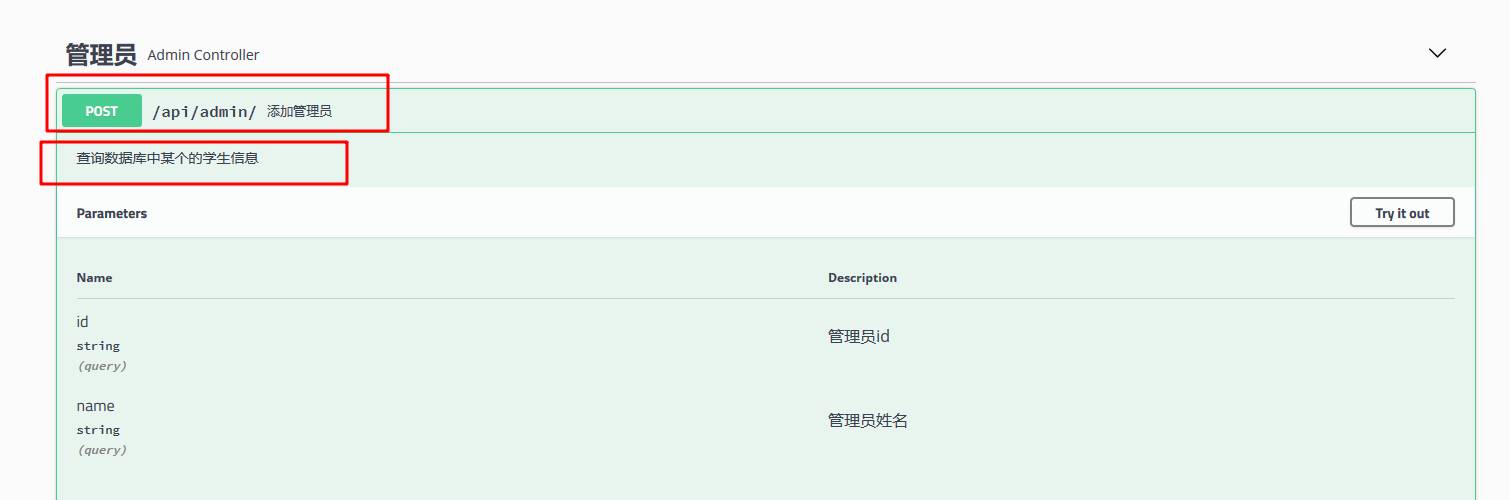 管理员 Admin Controller
POST /api/admin/ 添加管理员
查询数据库中某个的学生信息
Parameters Try it out
Name Description
id
string
(query)
管理员id
name
string
(query)
管理员姓名